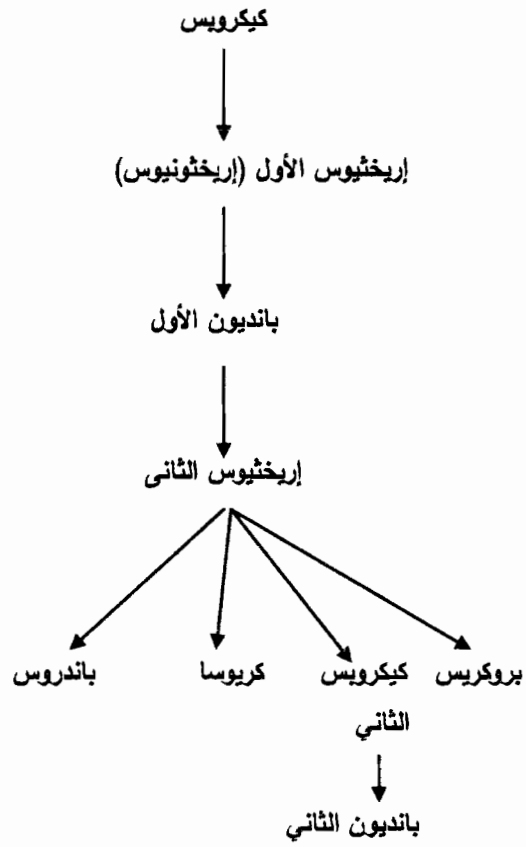 كيكروبس
إريخثيوس الأول (إريخثونيوس)
بانديون الأول
إريخثيوس الثانى
بروكريس كيكروبس كريوسا باندروس
الثاني
بانديون الثاني